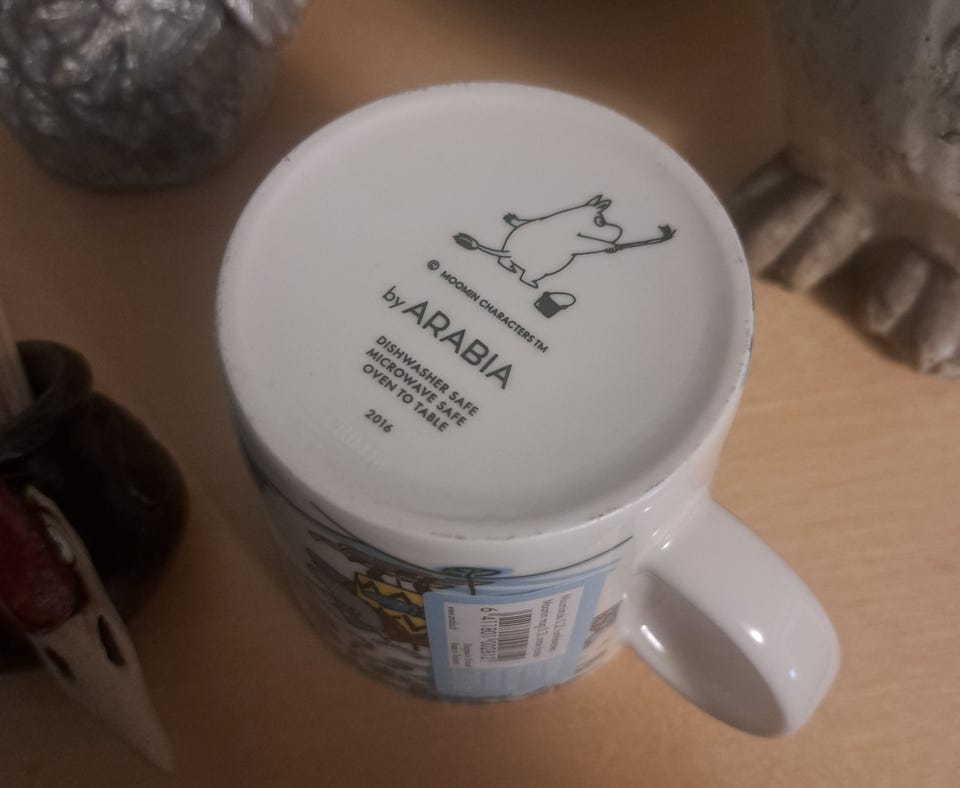 © MOOMIN CHARACTERS TM
by ARABIA
DISHWASHER SAFE
MICROWAVE SAFE
OVEN TO TABLE
2016